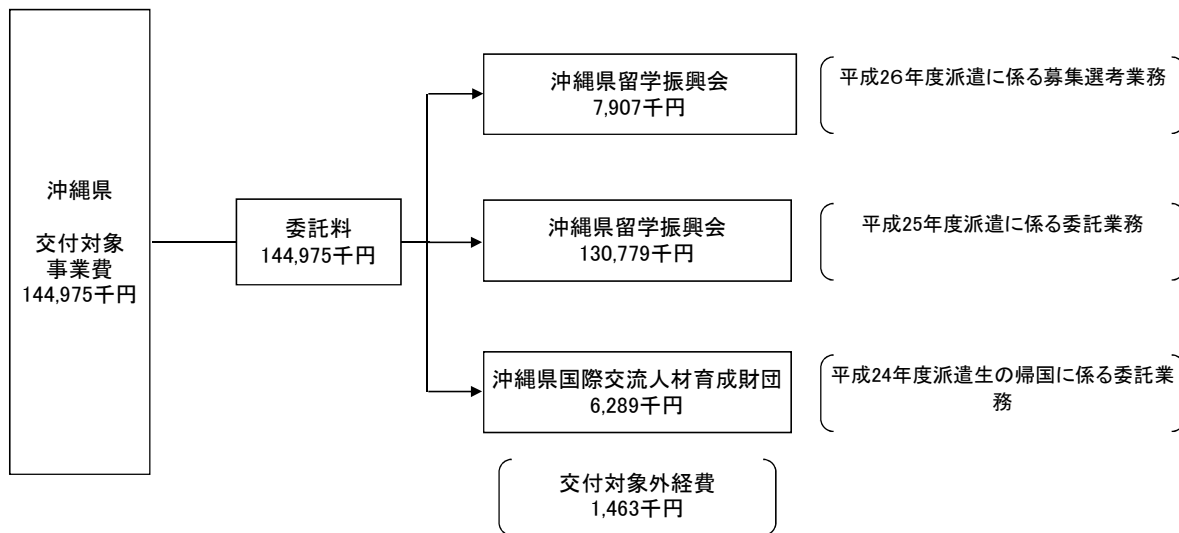 沖縄県
交付対象
事業費
144,975千円
委託料
144,975千円
沖縄県留学振興会
7,907千円
平成26年度派遣に係る募集選考業務
沖縄県留学振興会
130,779千円
平成25年度派遣に係る委託業務
沖縄県国際交流人材育成財団
6,289千円
平成24年度派遣生の帰国に係る委託業
務
交付対象外経費
1,463千円